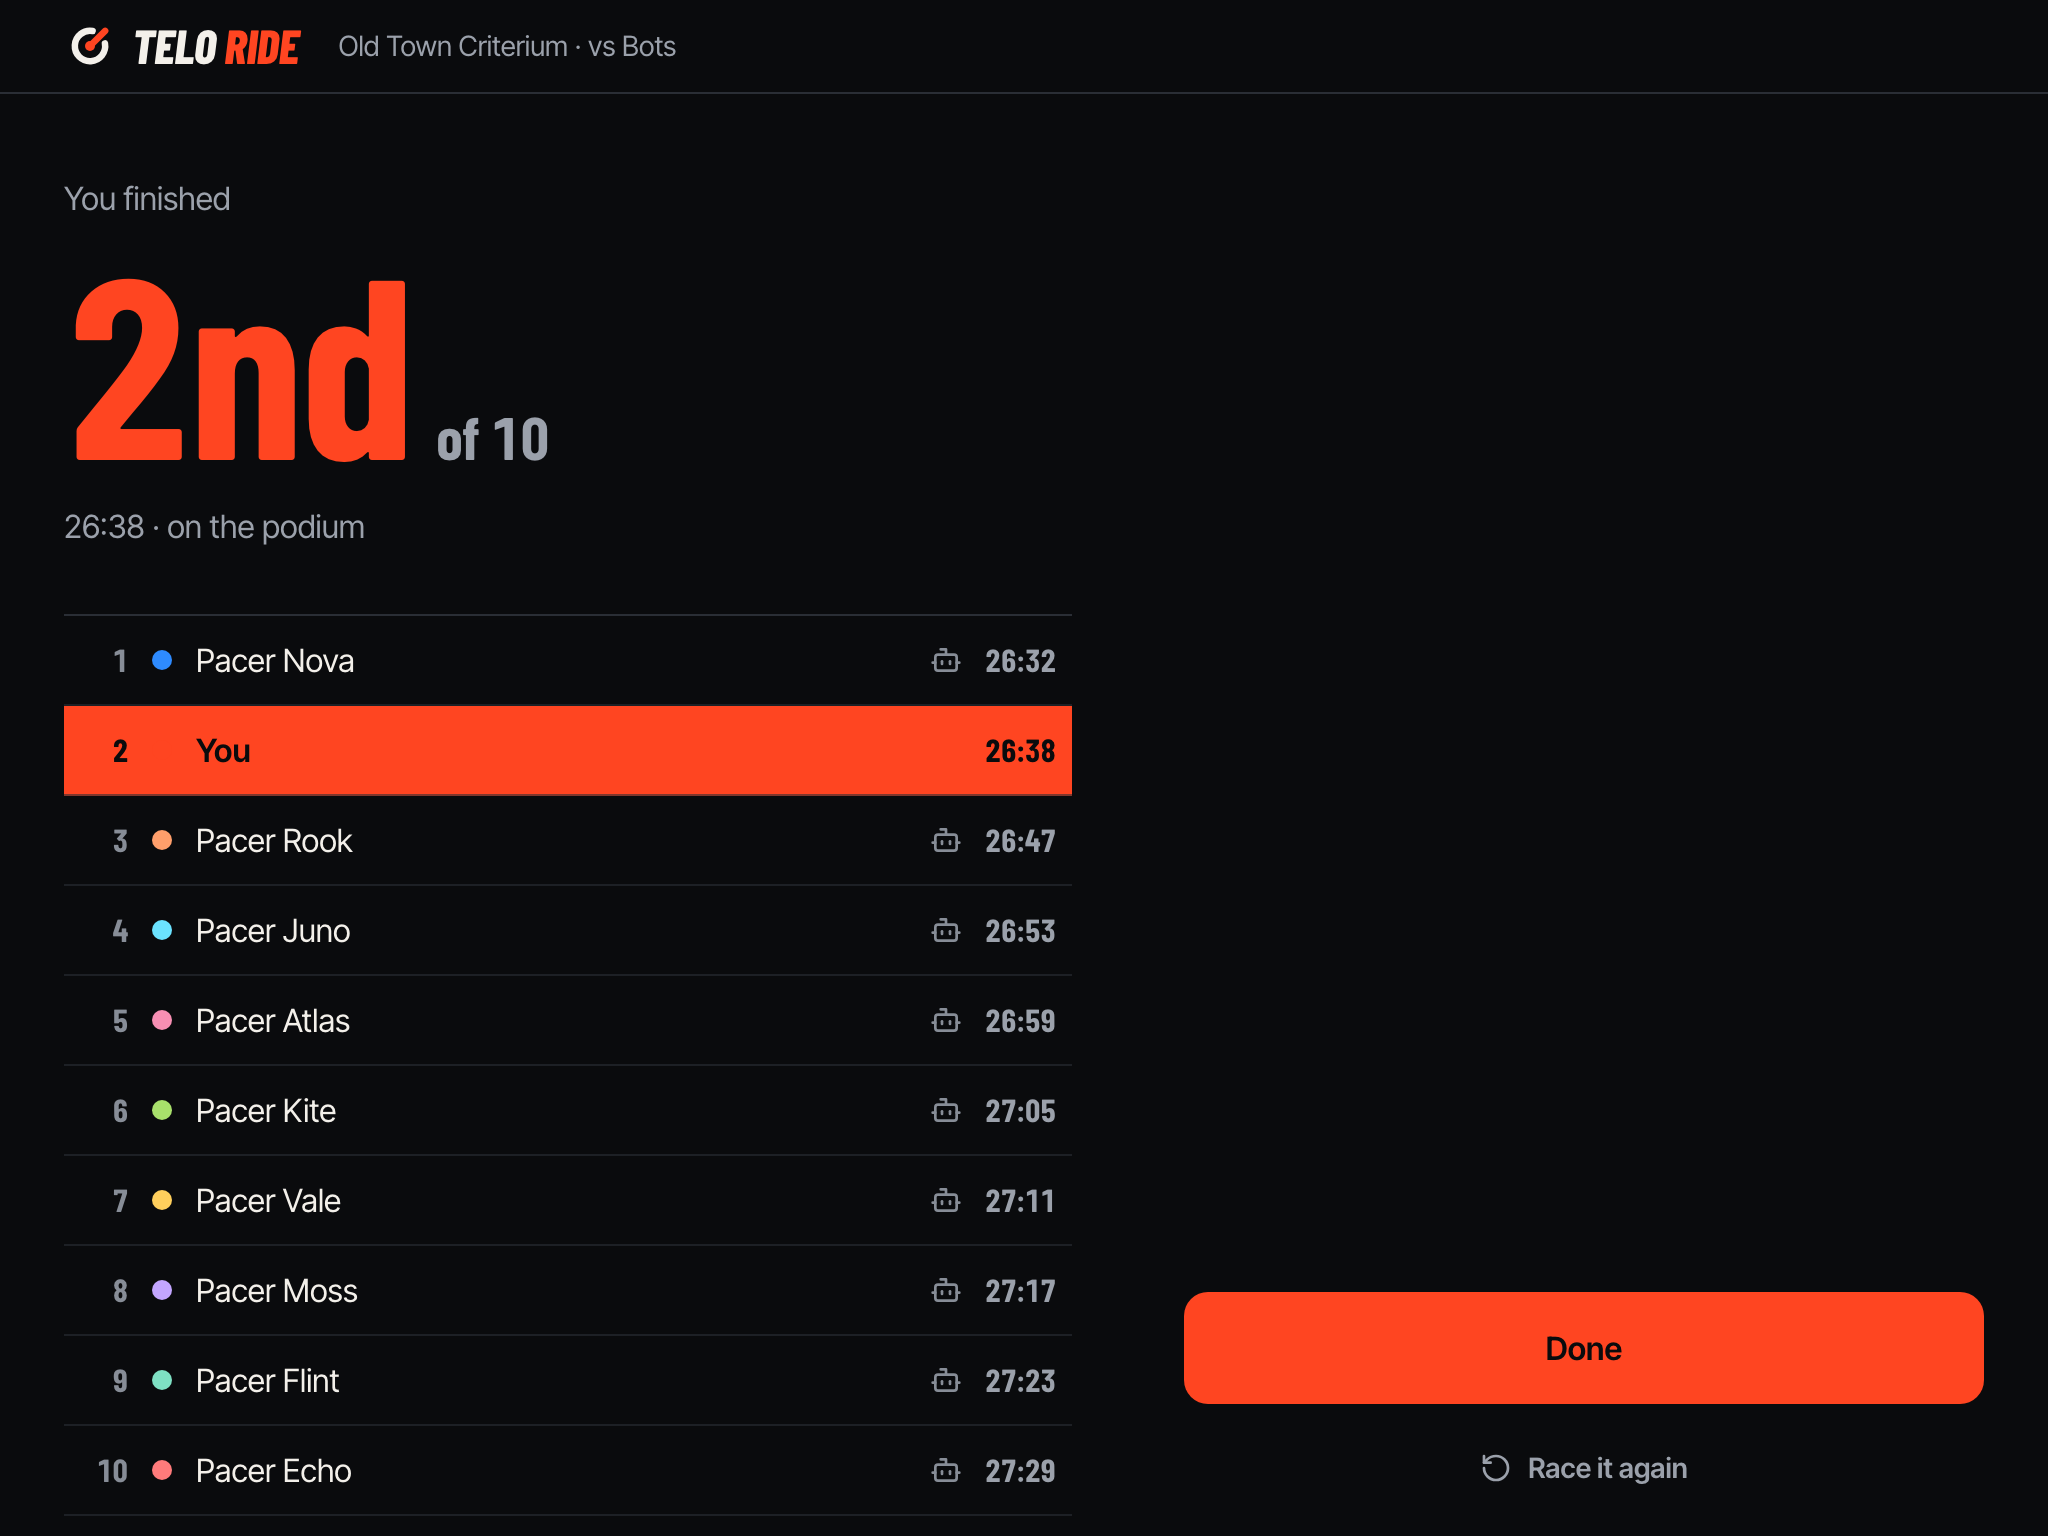 TELO RIDE Old Town Criterium · vs Bots
You finished
2nd of 10
26:38 · on the podium
1 Pacer Nova 26:32
2 You 26:38
3 Pacer Rook 26:47
4 Pacer Juno 26:53
5 Pacer Atlas 26:59
6 Pacer Kite 27:05
7 Pacer Vale 27:11
8 Pacer Moss 27:17
9 Pacer Flint 27:23
10 Pacer Echo 27:29
Done
Race it again